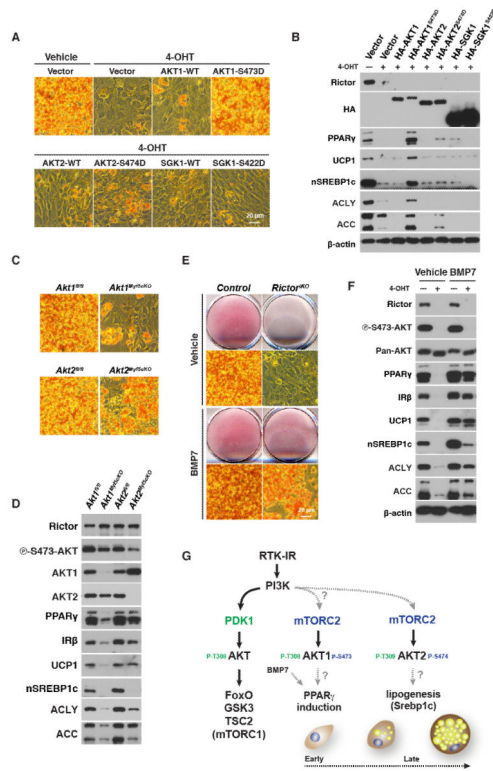 A
Vehicle
4-OHT
Vector
Vector
AKT1-WT
AKT1-S473D
4-OHT
AKT2-WT
AKT2-S474D
SGK1-WT
SGK1-S422D
20 µm
B
Vector
Vector
HA-AKT1
HA-AKT1S473D
HA-AKT2
HA-AKT2S474D
HA-SGK1
HA-SGK1S422D
4-OHT
— + + + + + + +
Rictor
HA
PPARγ
UCP1
nSREBP1c
ACLY
ACC
β-actin
C
Akt1fl/fl
Akt1Myf5cKO
Akt2fl/fl
Akt2Myf5cKO
D
Akt1fl/fl
Akt1Myf5cKO
Akt2fl/fl
Akt2Myf5cKO
Rictor
Ⓟ-S473-AKT
AKT1
AKT2
PPARγ
IRβ
UCP1
nSREBP1c
ACLY
ACC
E
Control
RictorcKO
Vehicle
BMP7
20 µm
F
Vehicle BMP7
4-OHT — + — +
Rictor
Ⓟ-S473-AKT
Pan-AKT
PPARγ
IRβ
UCP1
nSREBP1c
ACLY
ACC
β-actin
G
RTK-IR
PI3K
?
PDK1
mTORC2
mTORC2
P-T308 AKT
P-T308 AKT1 P-S473
P-T309 AKT2 P-S474
BMP7
?
?
FoxO
GSK3
TSC2
(mTORC1)
PPARγ
induction
lipogenesis
(Srebp1c)
Early
Late